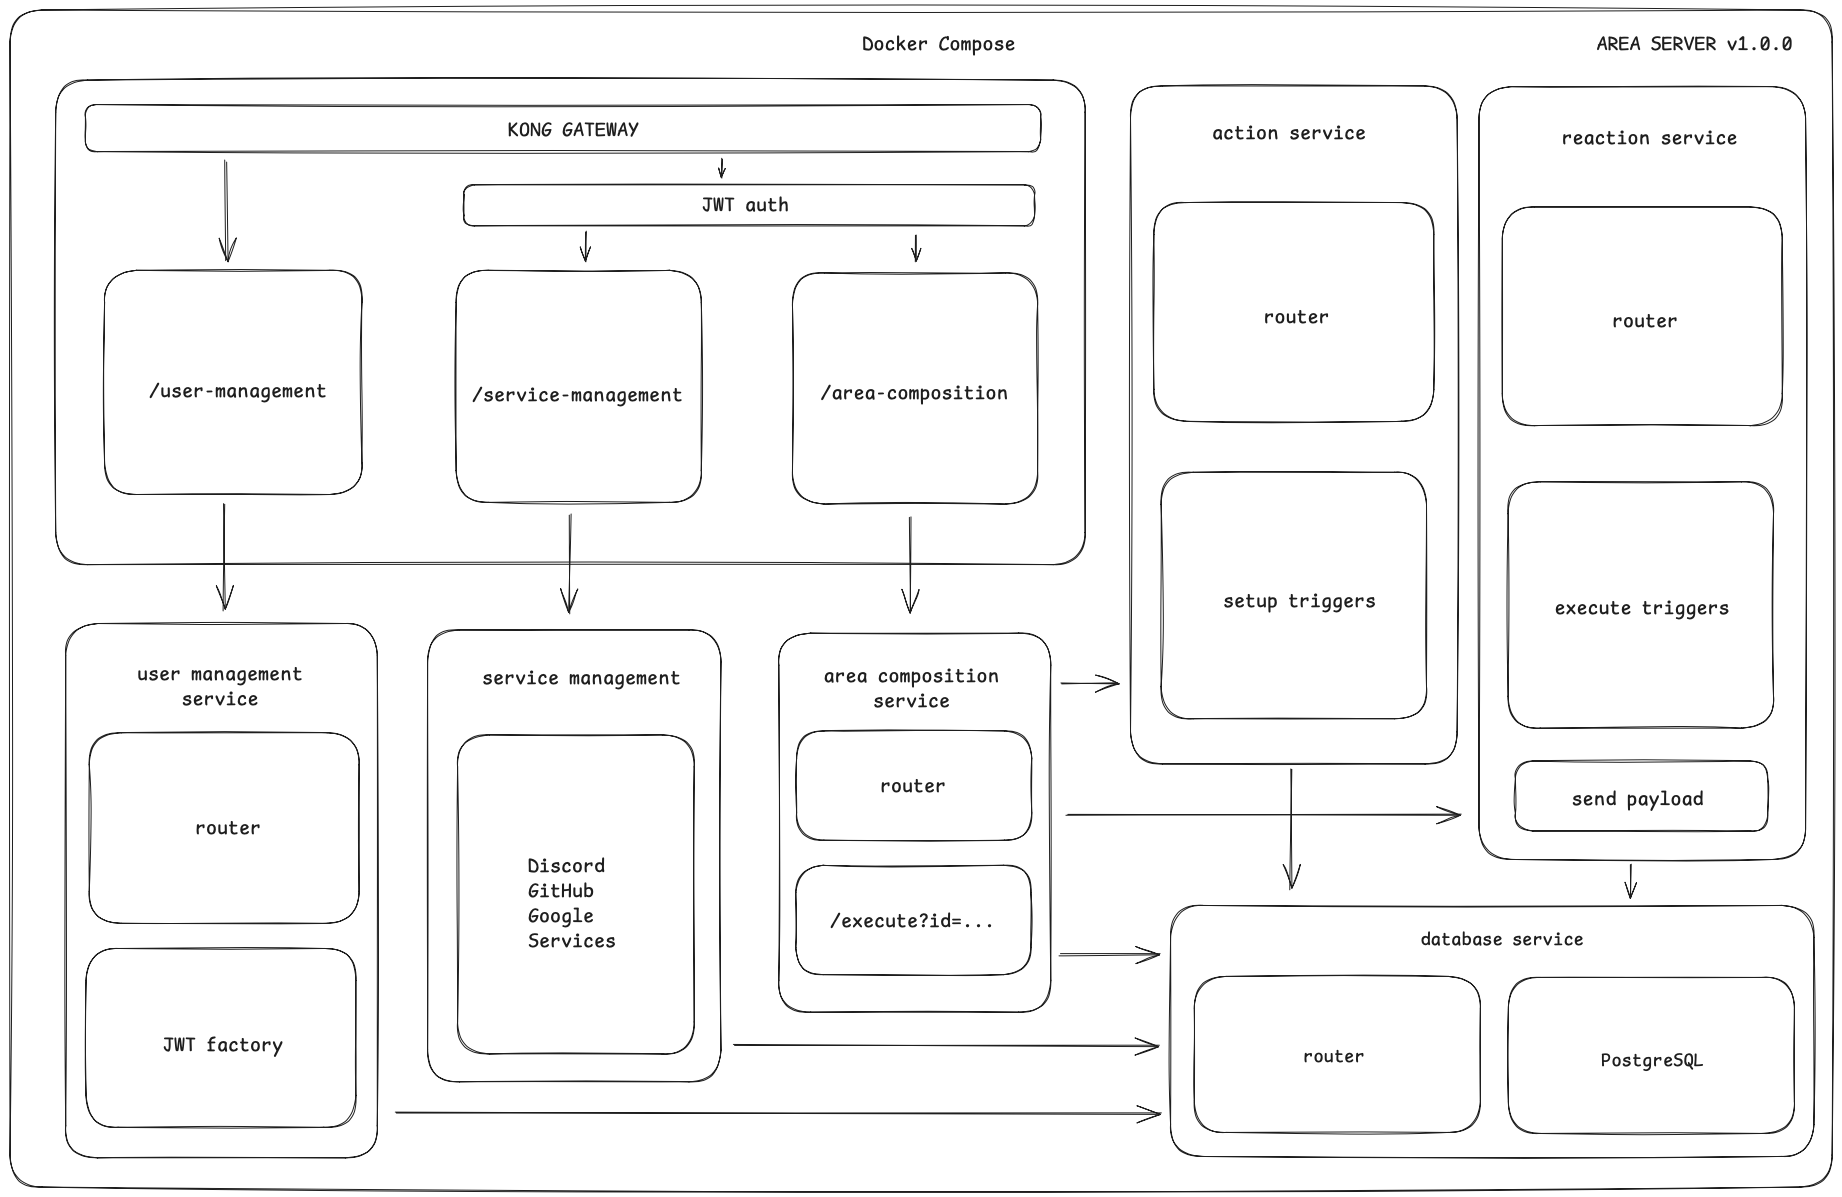 Docker Compose
AREA SERVER v1.0.0
KONG GATEWAY
JWT auth
/user-management
/service-management
/area-composition
action service
router
setup triggers
reaction service
router
execute triggers
send payload
user management
service
router
JWT factory
service management
Discord
GitHub
Google
Services
area composition
service
router
/execute?id=...
database service
router
PostgreSQL